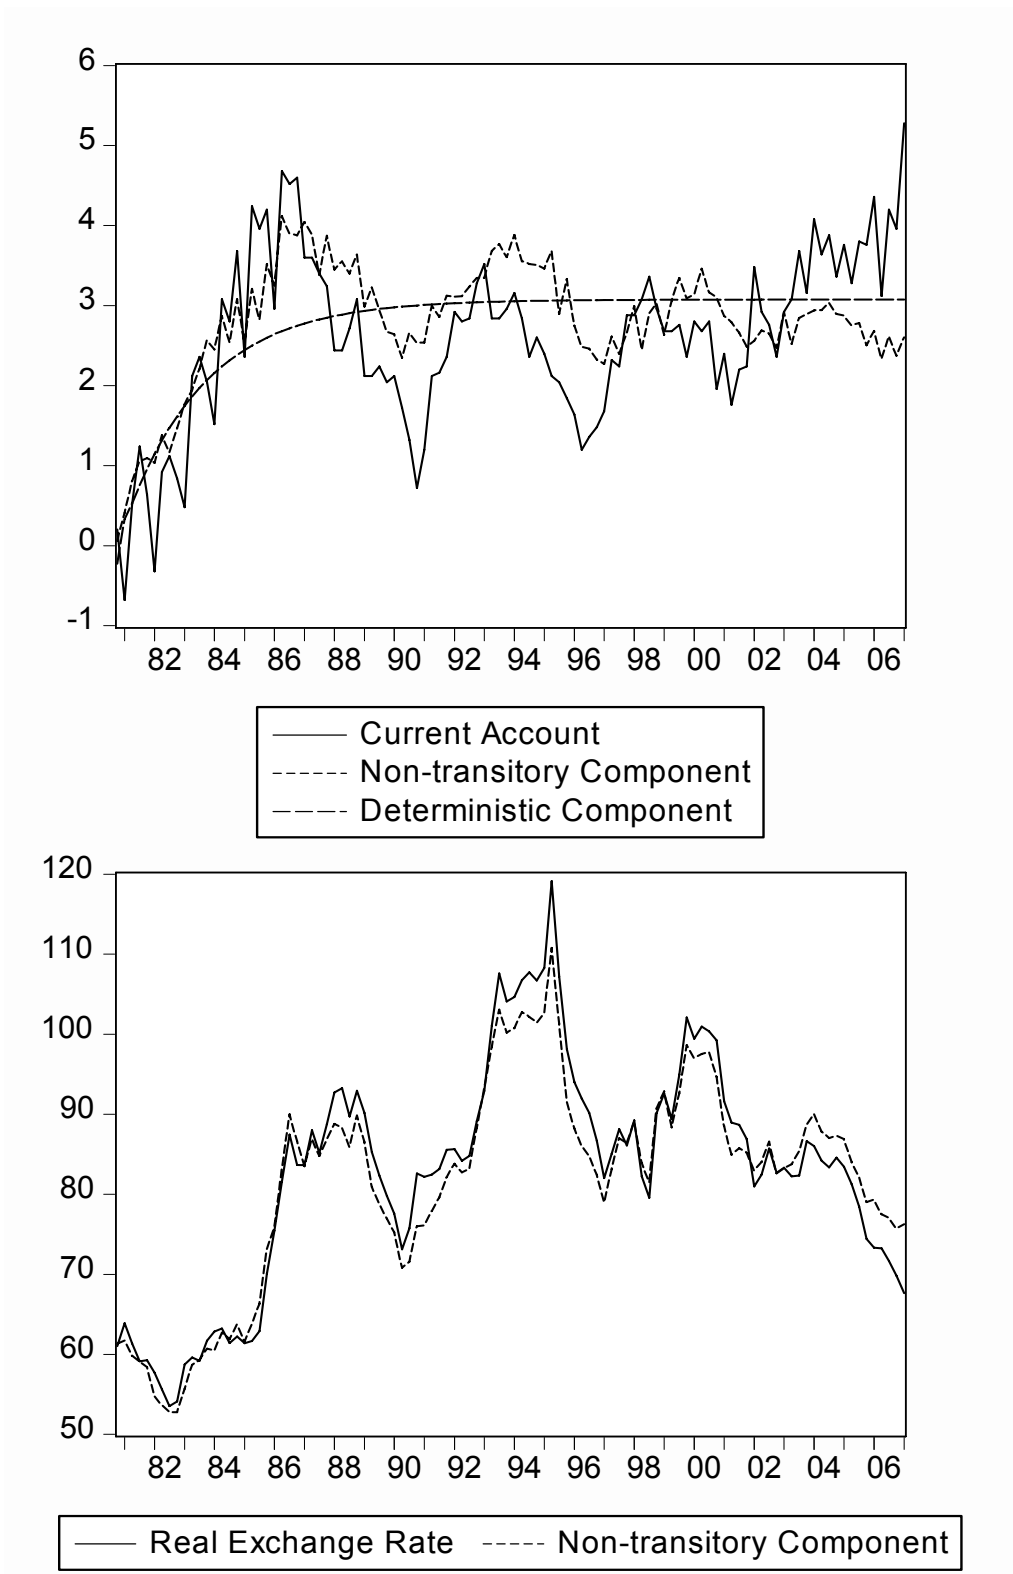 6
5
4
3
2
1
0
-1
82 84 86 88 90 92 94 96 98 00 02 04 06
Current Account
Non-transitory Component
Deterministic Component
120
110
100
90
80
70
60
50
82 84 86 88 90 92 94 96 98 00 02 04 06
Real Exchange Rate Non-transitory Component